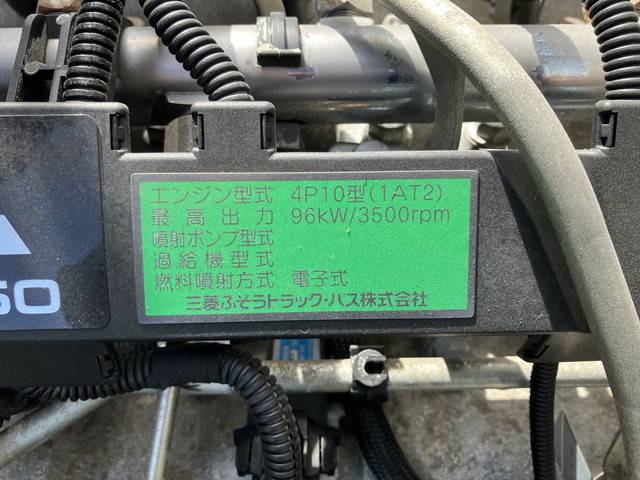 エンジン型式 4P10型(1AT2)
最高出力 96kW/3500rpm
噴射ポンプ型式
過給機型式
燃料噴射方式 電子式
三菱ふそうトラック・バス株式会社